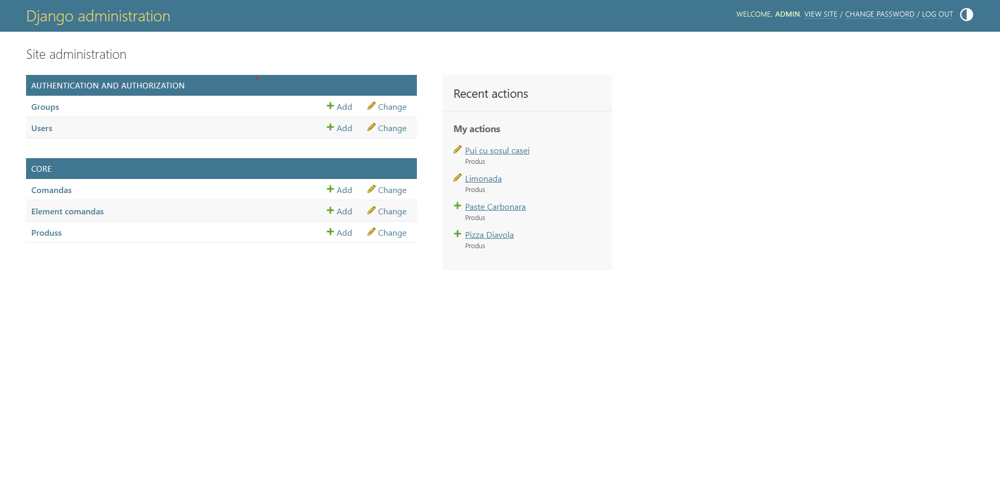 Django administration
WELCOME, ADMIN. VIEW SITE / CHANGE PASSWORD / LOG OUT
Site administration
AUTHENTICATION AND AUTHORIZATION
Groups Add Change
Users Add Change
CORE
Comandas Add Change
Element comandas Add Change
Produss Add Change
Recent actions
My actions
Pui cu sosul casei
Produs
Limonada
Produs
Paste Carbonara
Produs
Pizza Diavola
Produs